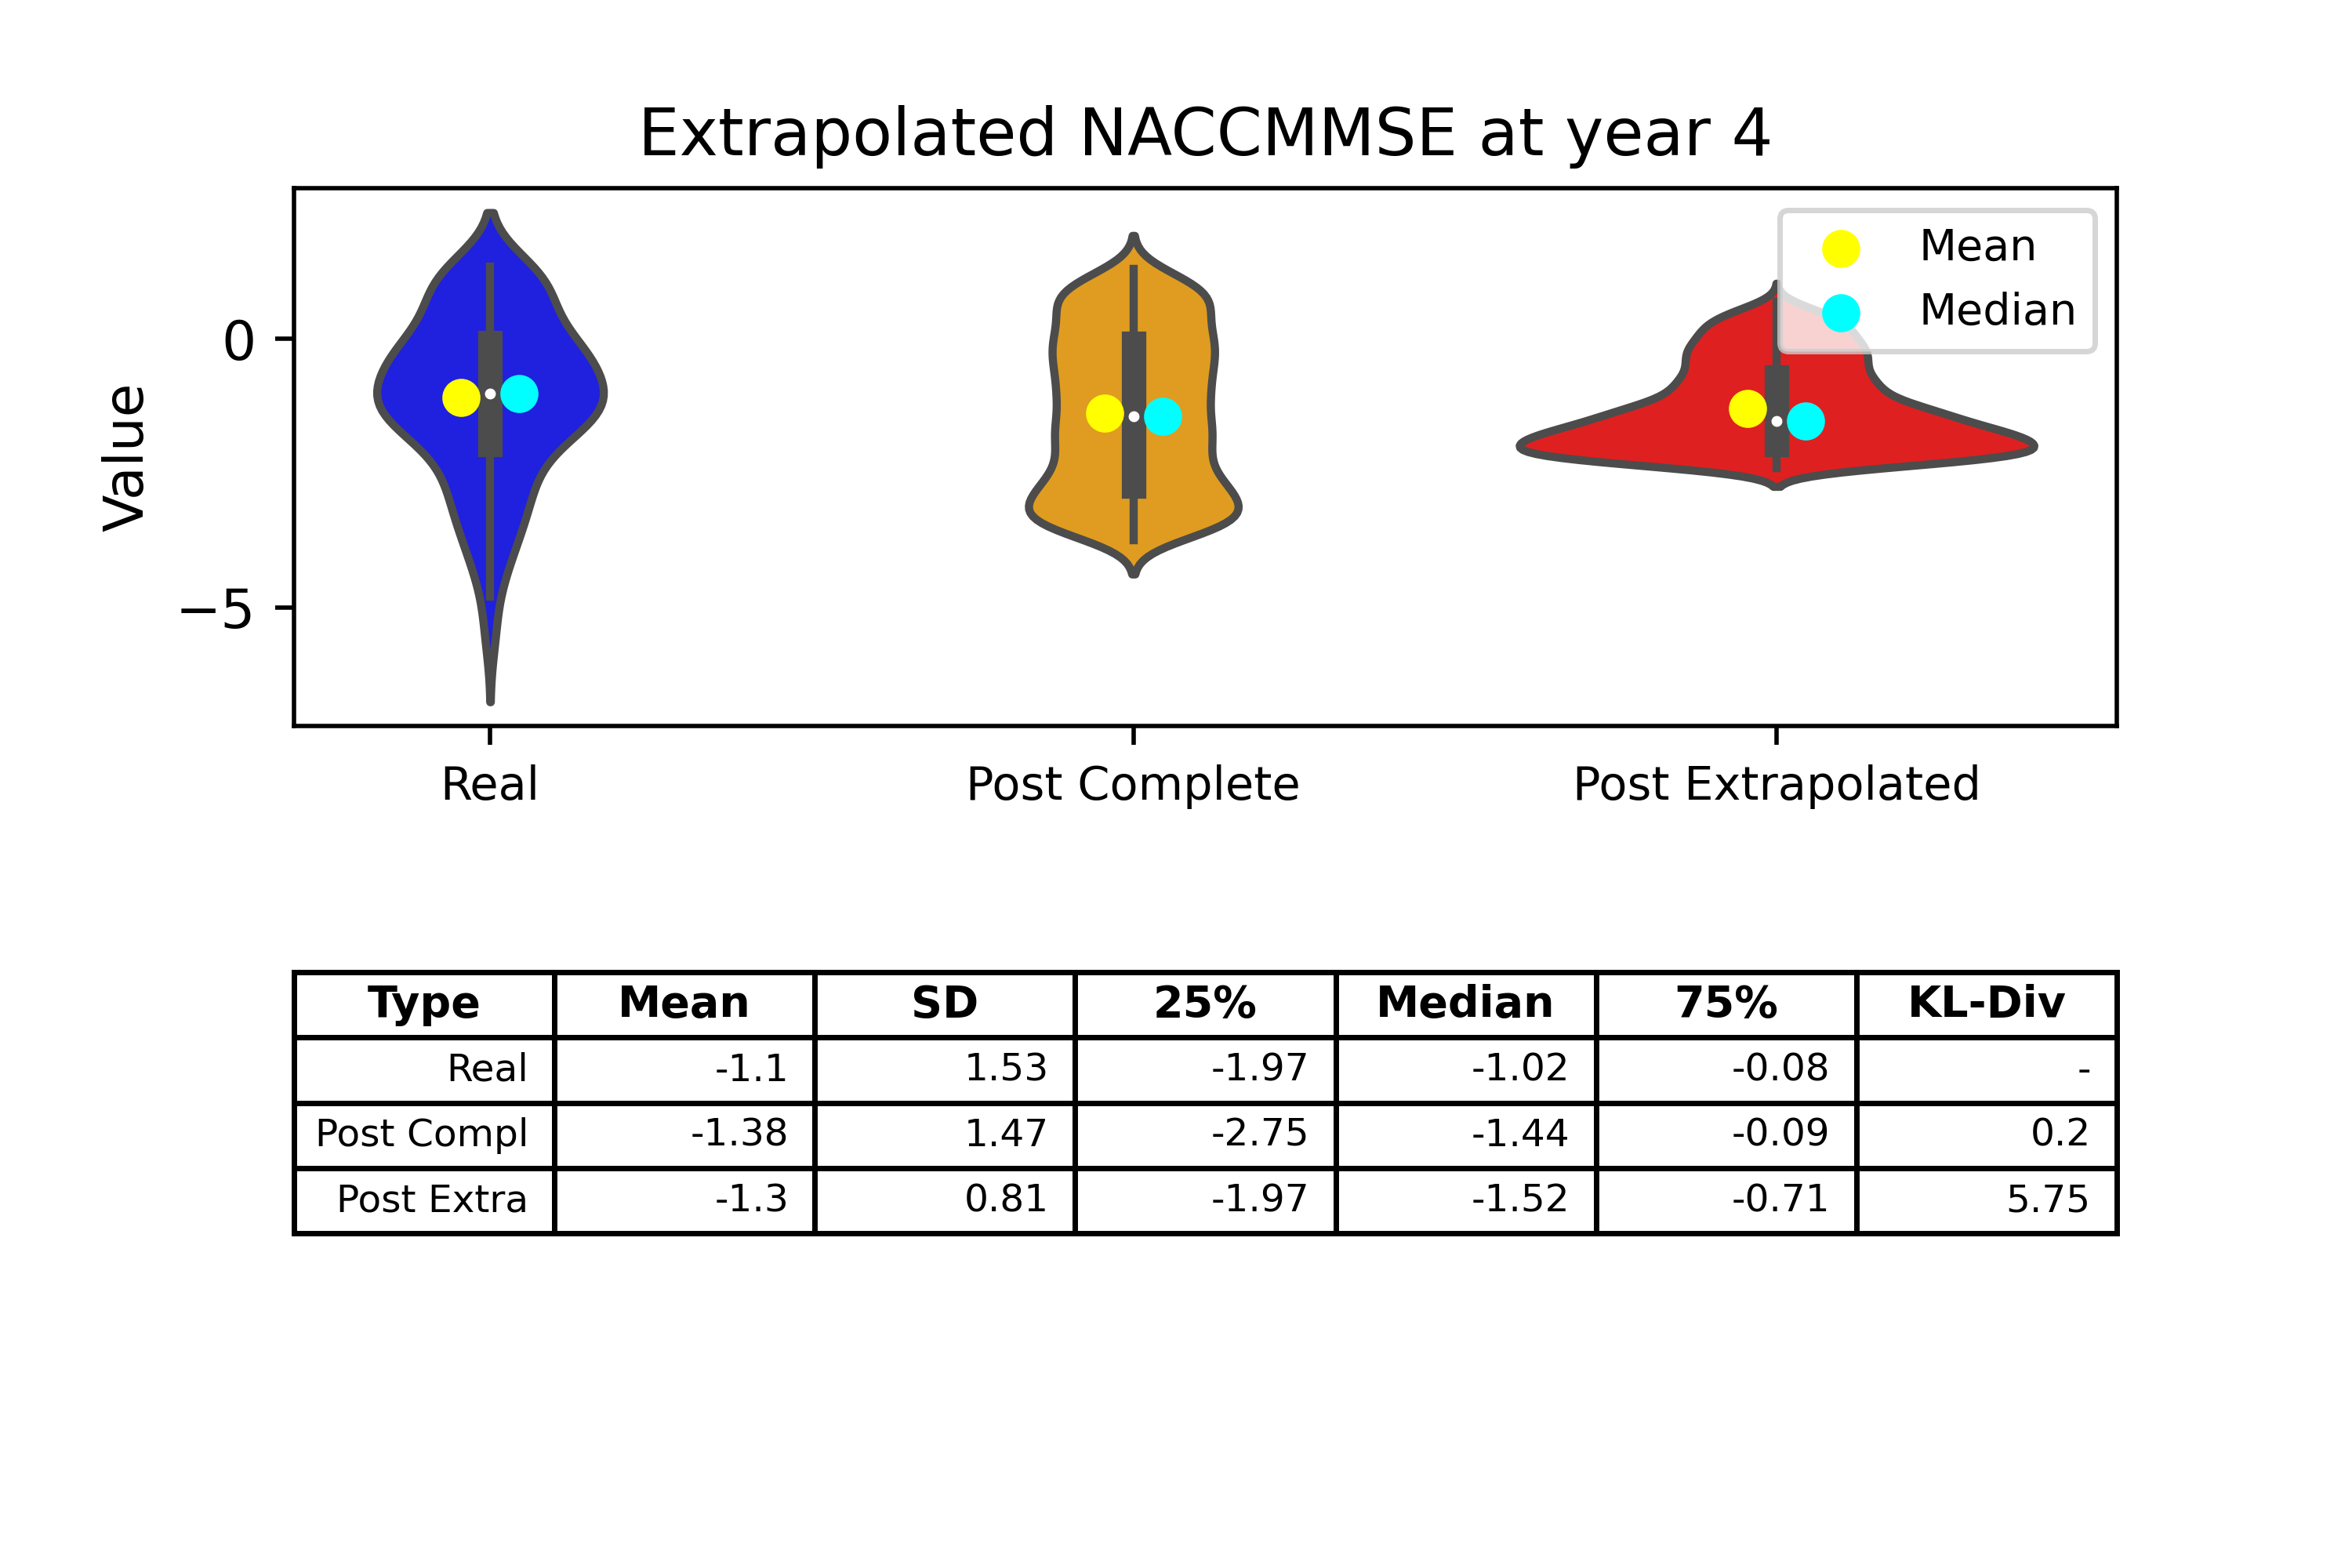 Extrapolated NACCMMSE at year 4
Mean
Median
0
−5
Value
Real Post Complete Post Extrapolated
Type Mean SD 25% Median 75% KL-Div
Real -1.1 1.53 -1.97 -1.02 -0.08 -
Post Compl -1.38 1.47 -2.75 -1.44 -0.09 0.2
Post Extra -1.3 0.81 -1.97 -1.52 -0.71 5.75